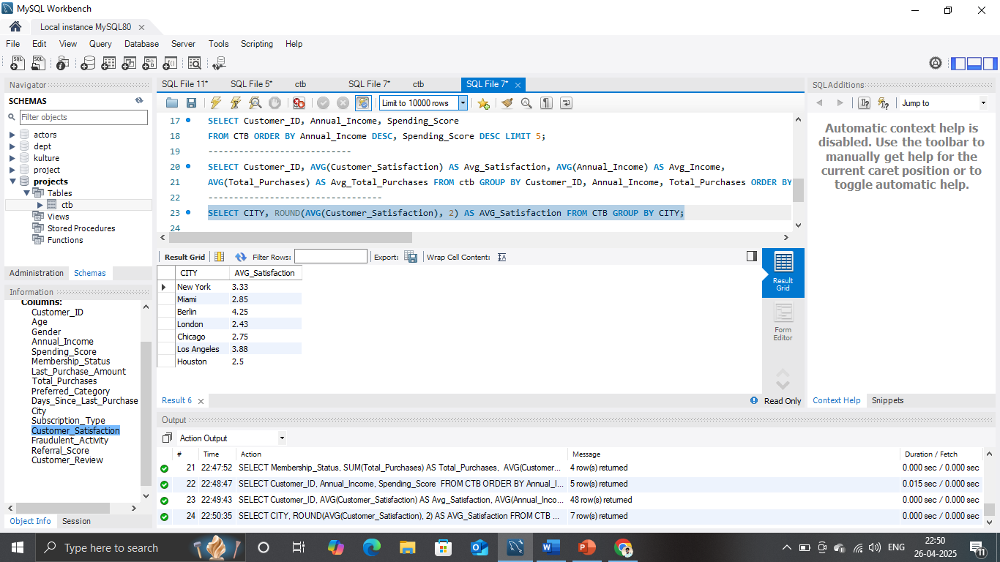 MySQL Workbench
Local instance MySQL80
File Edit View Query Database Server Tools Scripting Help
Navigator
SCHEMAS
Filter objects
actors
dept
kulture
project
projects
Tables
ctb
Views
Stored Procedures
Functions
Administration Schemas
Information
Columns:
Customer_ID
Age
Gender
Annual_Income
Spending_Score
Membership_Status
Last_Purchase_Amount
Total_Purchases
Preferred_Category
Days_Since_Last_Purchase
City
Subscription_Type
Customer_Satisfaction
Fraudulent_Activity
Referral_Score
Customer_Review
Object Info Session
SQL File 11* SQL File 5* ctb SQL File 7* ctb SQL File 7*
Limit to 10000 rows
17 SELECT Customer_ID, Annual_Income, Spending_Score
18 FROM CTB ORDER BY Annual_Income DESC, Spending_Score DESC LIMIT 5;
19 ---------------------------
20 SELECT Customer_ID, AVG(Customer_Satisfaction) AS Avg_Satisfaction, AVG(Annual_Income) AS Avg_Income,
21 AVG(Total_Purchases) AS Avg_Total_Purchases FROM ctb GROUP BY Customer_ID, Annual_Income, Total_Purchases ORDER BY
22 ---------------------------------
23 SELECT CITY, ROUND(AVG(Customer_Satisfaction), 2) AS AVG_Satisfaction FROM CTB GROUP BY CITY;
24
Result Grid Filter Rows: Export: Wrap Cell Content:
CITY AVG_Satisfaction
New York 3.33
Miami 2.85
Berlin 4.25
London 2.43
Chicago 2.75
Los Angeles 3.88
Houston 2.5
Result Grid
Form Editor
Result 6
Read Only
Output
Action Output
# Time Action Message Duration / Fetch
21 22:47:52 SELECT Membership_Status, SUM(Total_Purchases) AS Total_Purchases, AVG(Customer... 4 row(s) returned 0.000 sec / 0.000 sec
22 22:48:47 SELECT Customer_ID, Annual_Income, Spending_Score FROM CTB ORDER BY Annual_I... 5 row(s) returned 0.015 sec / 0.000 sec
23 22:49:43 SELECT Customer_ID, AVG(Customer_Satisfaction) AS Avg_Satisfaction, AVG(Annual_Inco... 48 row(s) returned 0.000 sec / 0.000 sec
24 22:50:35 SELECT CITY, ROUND(AVG(Customer_Satisfaction), 2) AS AVG_Satisfaction FROM CTB ... 7 row(s) returned 0.000 sec / 0.000 sec
SQLAdditions
Jump to
Automatic context help is
disabled. Use the toolbar to
manually get help for the
current caret position or to
toggle automatic help.
Context Help Snippets
Type here to search
ENG
22:50
26-04-2025
11